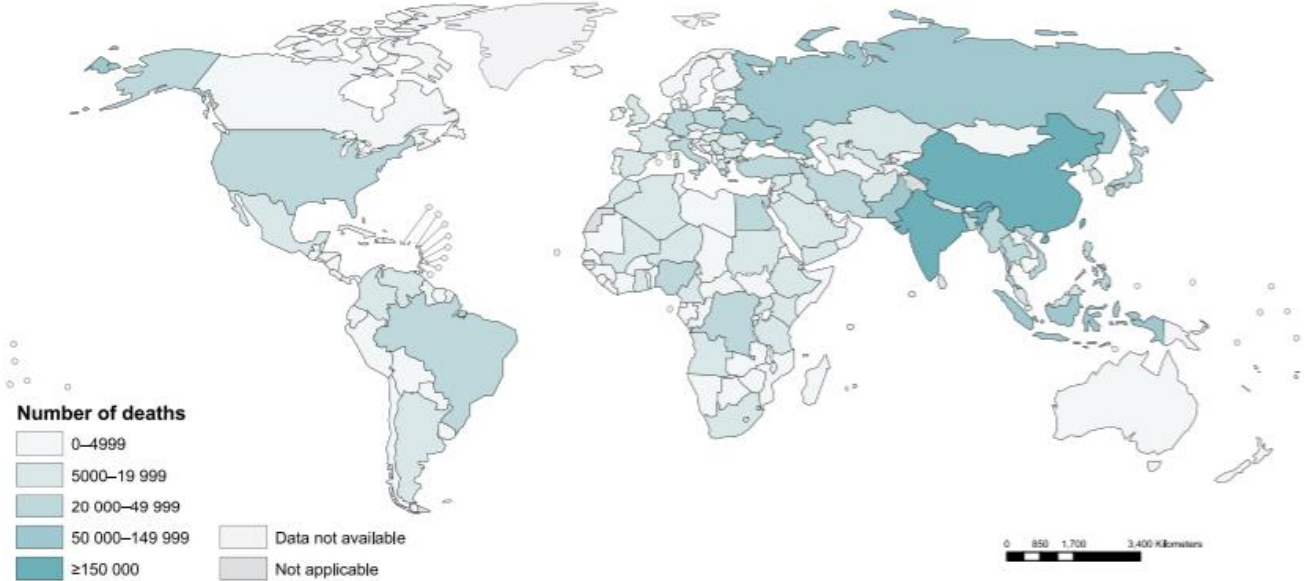 Number of deaths
0–4999
5000–19 999
20 000–49 999
50 000–149 999
≥150 000
Data not available
Not applicable
0 850 1,700 3,400 Kilometers